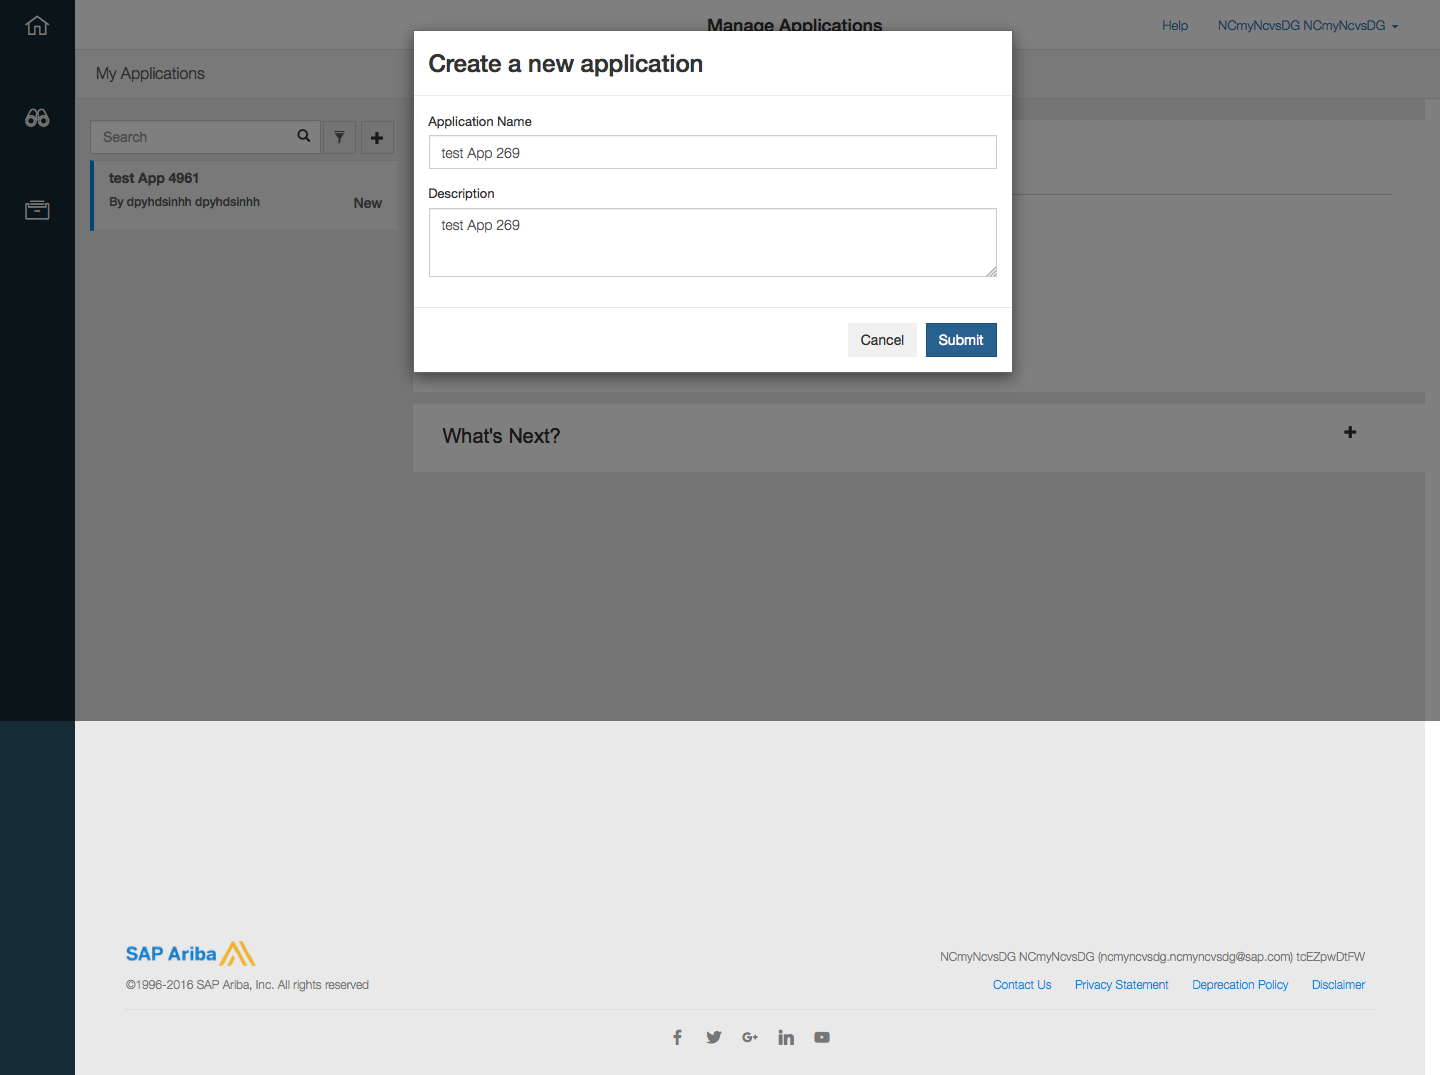 Manage Applications
Help
NCmyNcvsDG NCmyNcvsDG
My Applications
Search
test App 4961
By dpyhdsinhh dpyhdsinhh
New
Create a new application
Application Name
test App 269
Description
test App 269
Cancel
Submit
What's Next?
SAP Ariba
NCmyNcvsDG NCmyNcvsDG (ncmyncvsdg.ncmyncvsdg@sap.com) tcEZpwDtFW
©1996-2016 SAP Ariba, Inc. All rights reserved
Contact Us
Privacy Statement
Deprecation Policy
Disclaimer